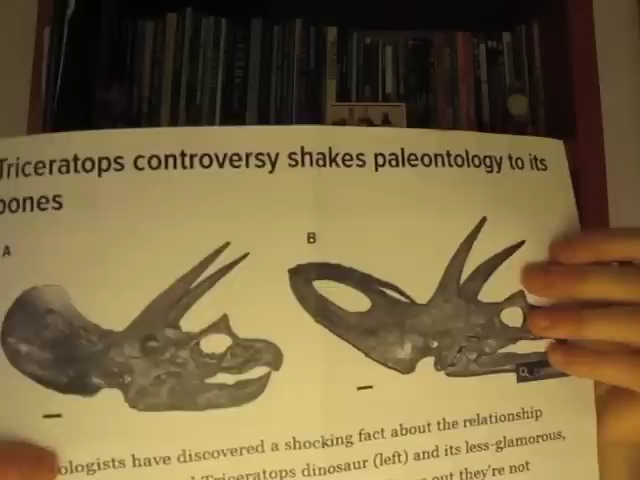 Triceratops controversy shakes paleontology to its
bones
A
B
ologists have discovered a shocking fact about the relationship
Triceratops dinosaur (left) and its less-glamorous,
out they're not